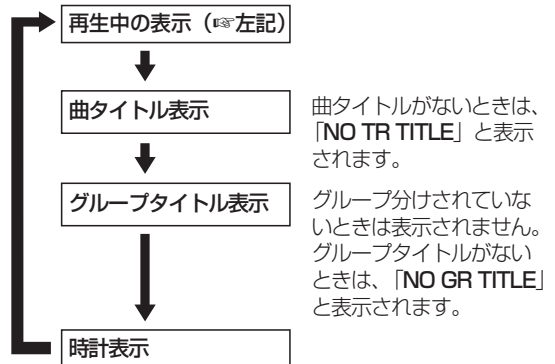 再生中の表示（☞左記）
曲タイトル表示
曲タイトルがないときは、
「NO TR TITLE」と表示
されます。
グループタイトル表示
グループ分けされていな
いときは表示されません。
グループタイトルがない
ときは、「NO GR TITLE」
と表示されます。
時計表示